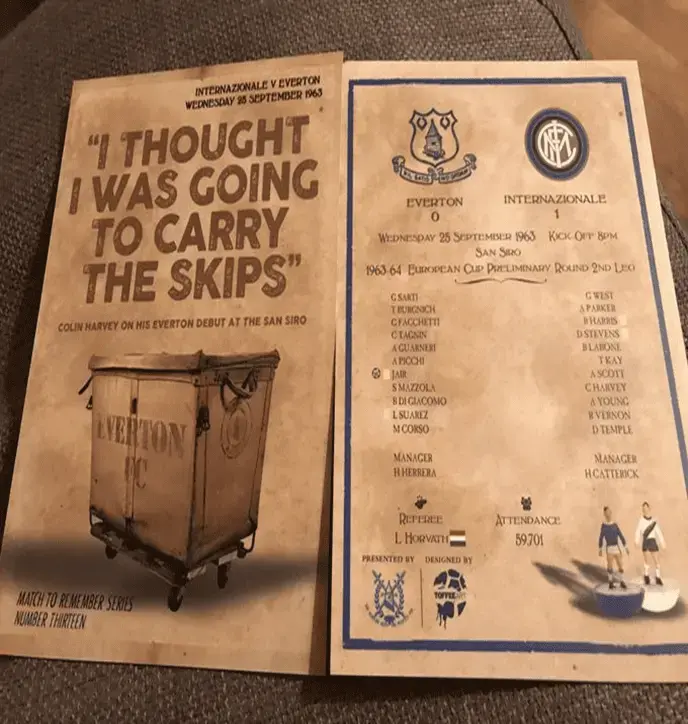 INTERNAZIONALE V EVERTON
WEDNESDAY 25 SEPTEMBER 1963
"I THOUGHT
I WAS GOING
TO CARRY
THE SKIPS"
COLIN HARVEY ON HIS EVERTON DEBUT AT THE SAN SIRO
EVERTON
FC
MATCH TO REMEMBER SERIES
NUMBER THIRTEEN
EVERTON INTERNAZIONALE
0 1
WEDNESDAY 25 SEPTEMBER 1963 KICK OFF 8PM
SAN SIRO
1963-64 EUROPEAN CUP PRELIMINARY ROUND 2ND LEG
G SARTI G WEST
T BURGNICH A PARKER
G FACCHETTI B HARRIS
C TAGNIN D STEVENS
A GUARNERI B LABONE
A PICCHI T KAY
JAIR A SCOTT
S MAZZOLA C HARVEY
B DI GIACOMO A YOUNG
L SUAREZ R VERNON
M CORSO D TEMPLE
MANAGER MANAGER
H HERRERA H CATTERICK
REFEREE ATTENDANCE
L HORVATH 59,701
PRESENTED BY DESIGNED BY
TOFFEE ART